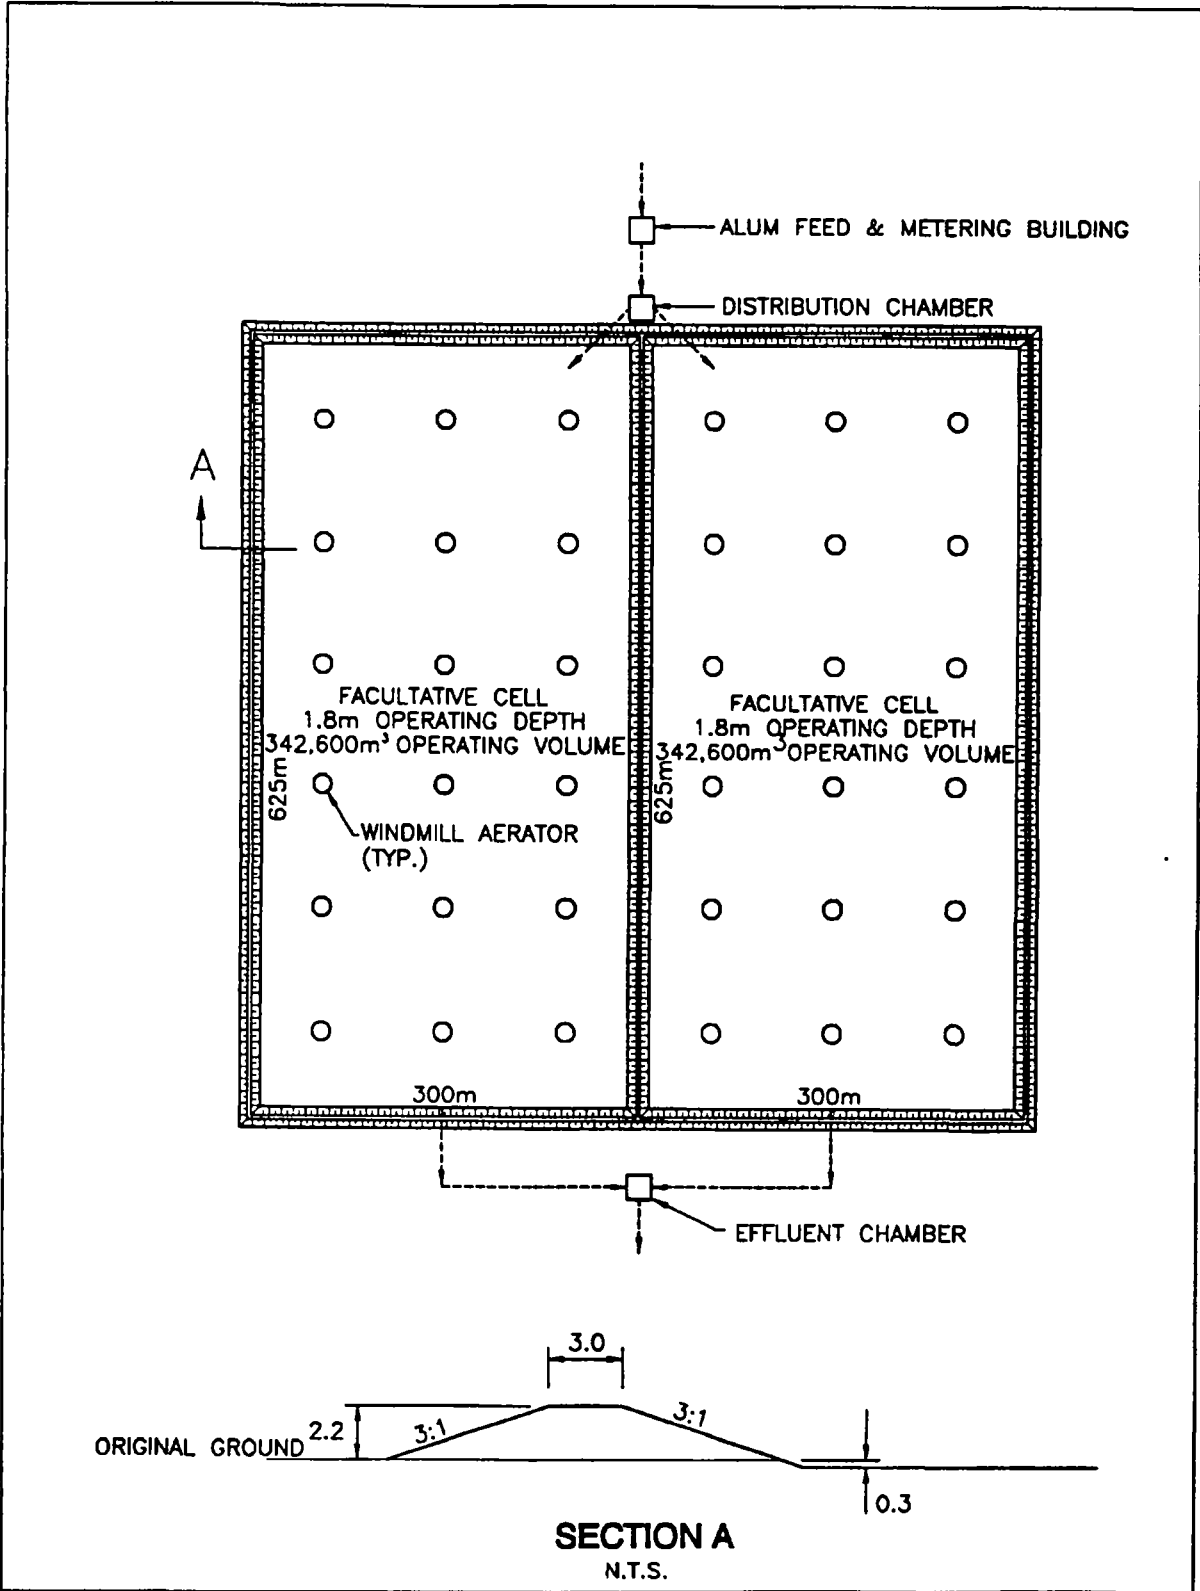 ALUM FEED & METERING BUILDING
DISTRIBUTION CHAMBER
A
FACULTATIVE CELL
1.8m OPERATING DEPTH
342,600m³ OPERATING VOLUME
625m
FACULTATIVE CELL
1.8m OPERATING DEPTH
342,600m³ OPERATING VOLUME
625m
WINDMILL AERATOR
(TYP.)
300m
300m
EFFLUENT CHAMBER
3.0
3:1
3:1
2.2
ORIGINAL GROUND
0.3
SECTION A
N.T.S.